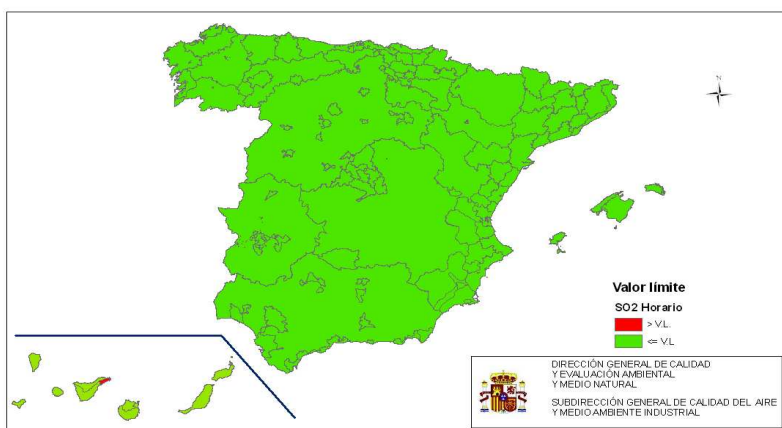 N
Valor límite
SO2 Horario
> V.L.
<= V.L
DIRECCIÓN GENERAL DE CALIDAD
Y EVALUACIÓN AMBIENTAL
Y MEDIO NATURAL
SUBDIRECCIÓN GENERAL DE CALIDAD DEL AIRE
Y MEDIO AMBIENTE INDUSTRIAL